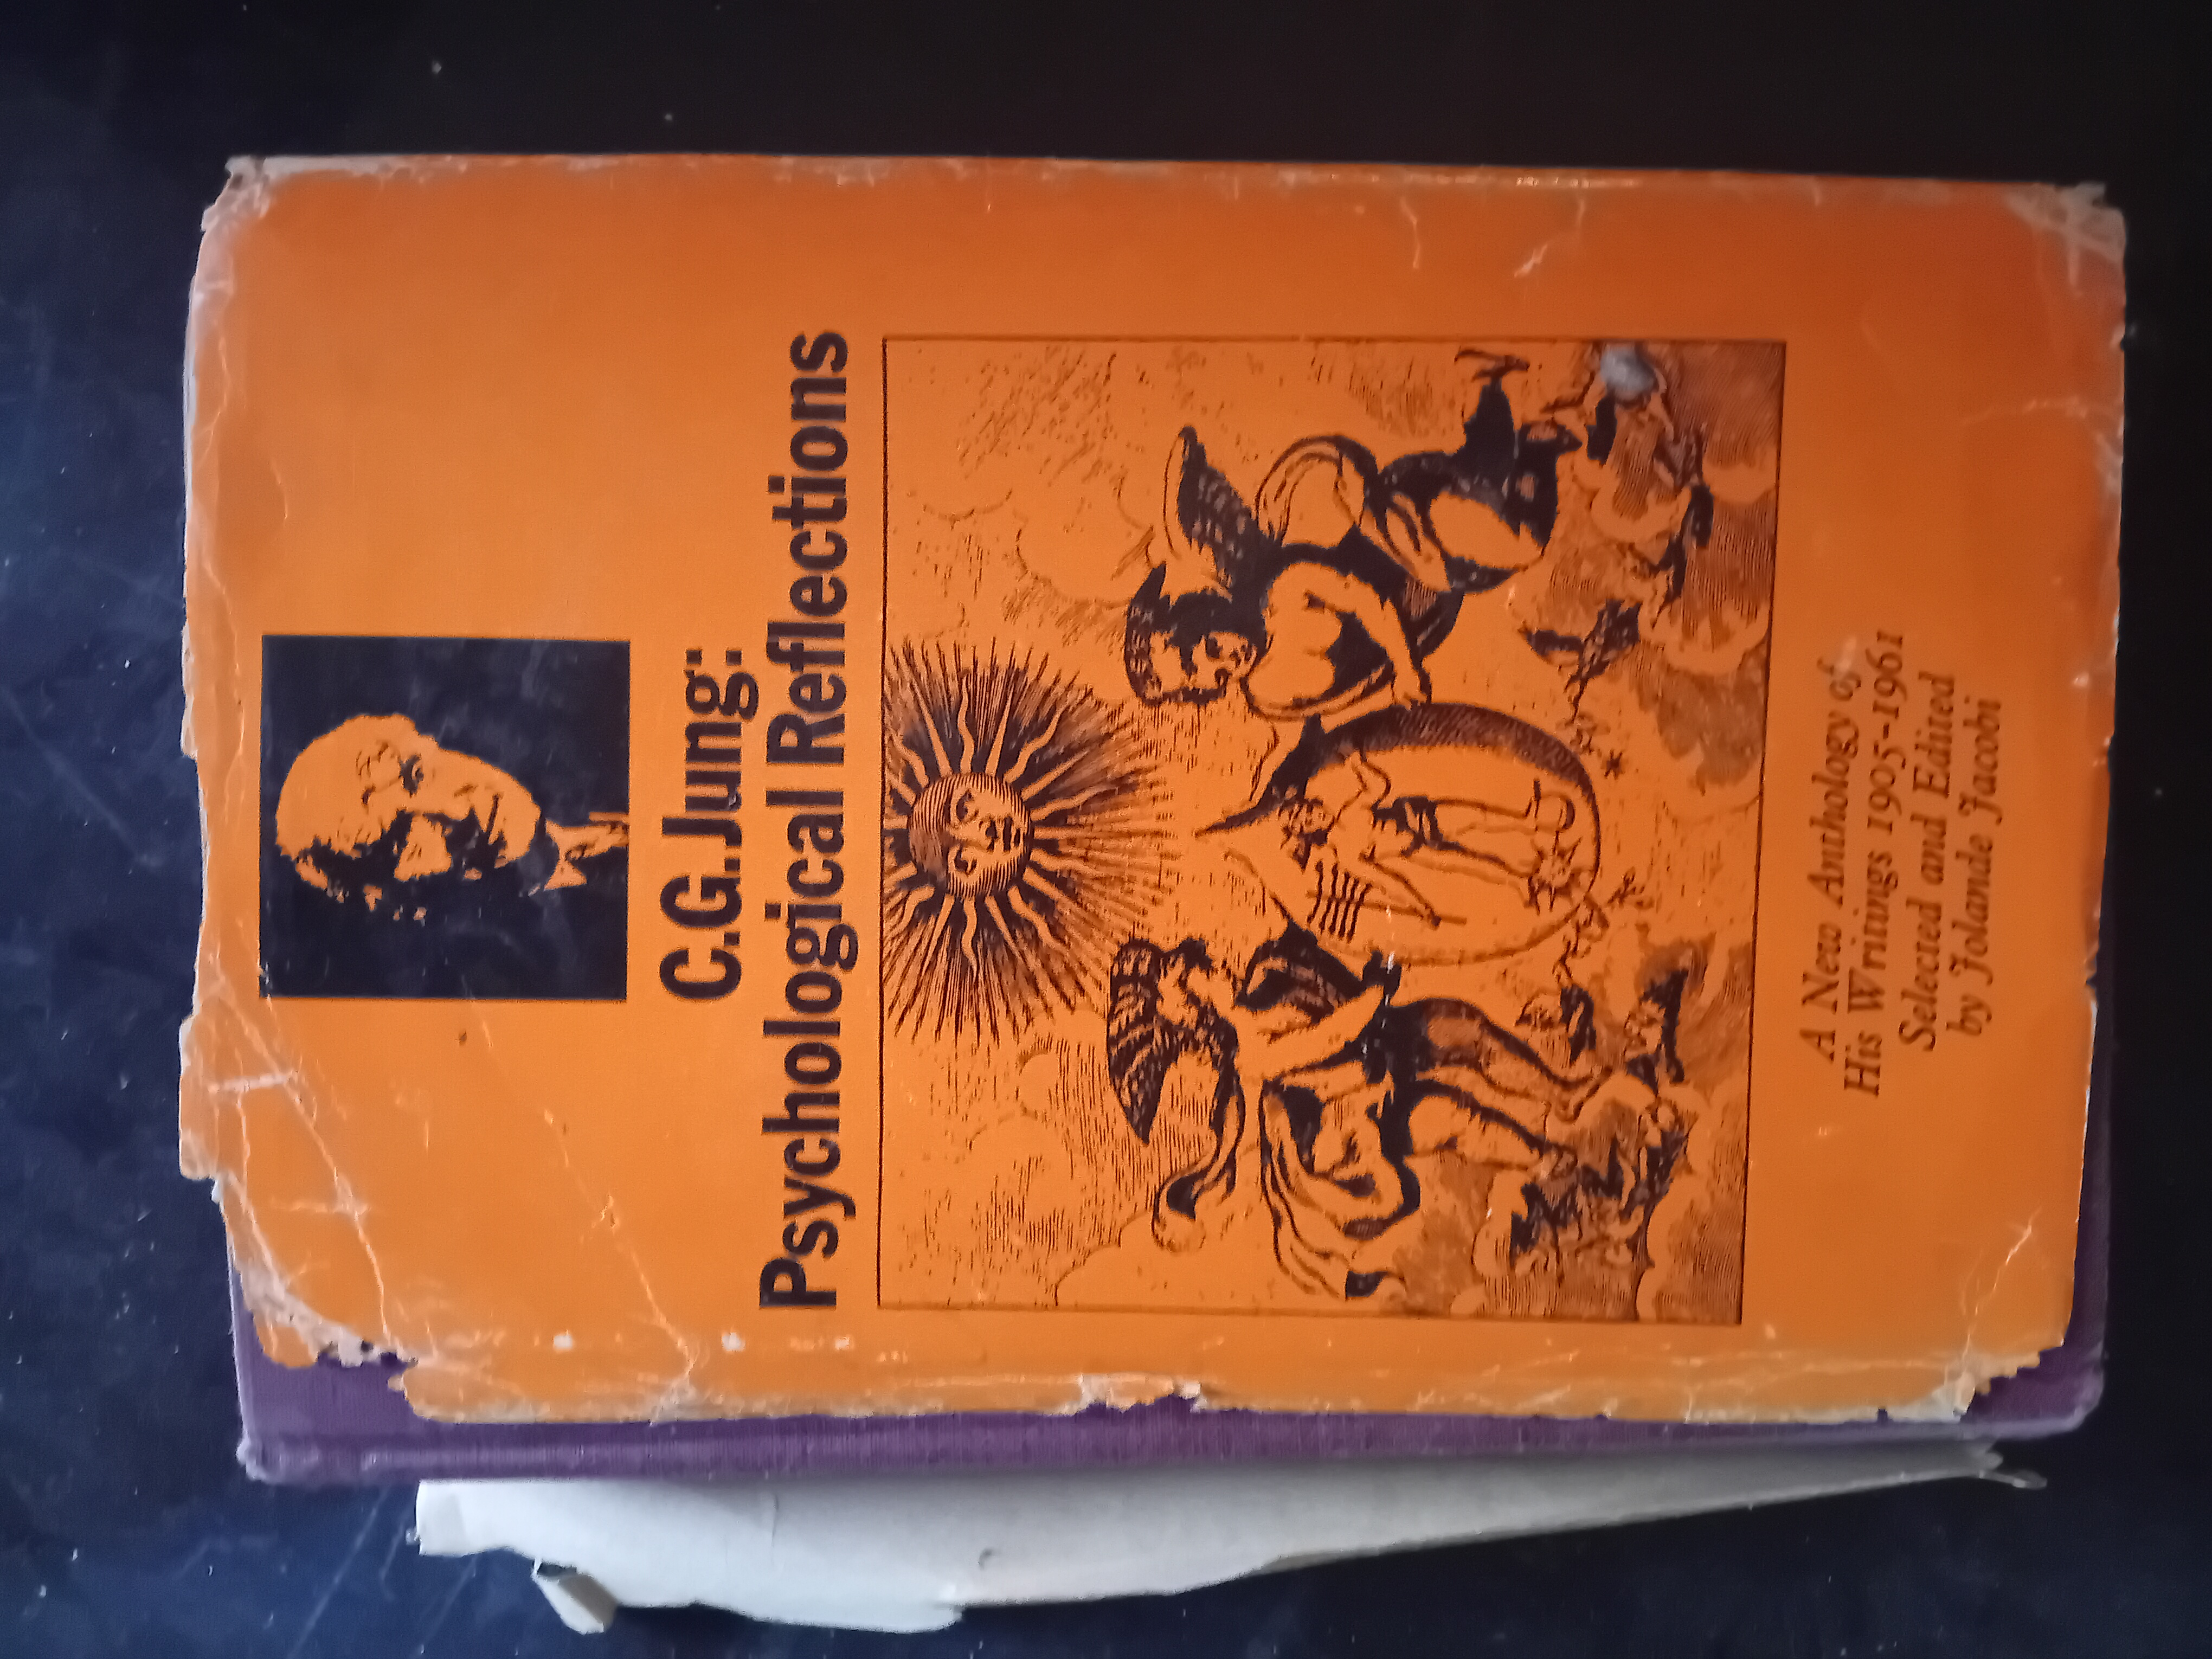 C.G.Jung:
Psychological Reflections
A New Anthology of
His Writings 1905-1961
Selected and Edited
by Jolande Jacobi